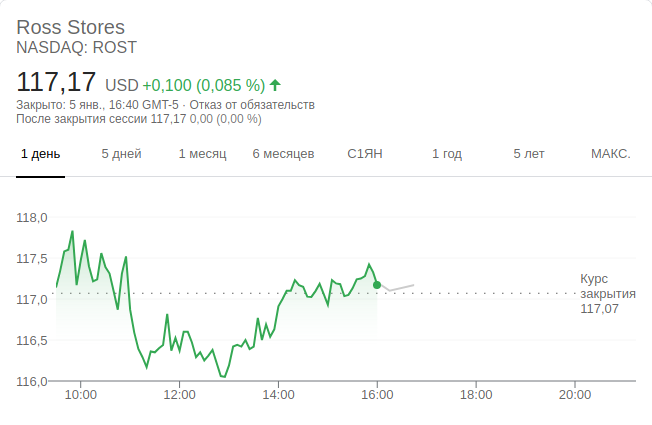 Ross Stores
NASDAQ: ROST
117,17 USD +0,100 (0,085 %)
Закрыто: 5 янв., 16:40 GMT-5 · Отказ от обязательств
После закрытия сессии 117,17 0,00 (0,00 %)
1 день 5 дней 1 месяц 6 месяцев С1ЯН 1 год 5 лет МАКС.
118,0
117,5
117,0
116,5
116,0
Курс
закрытия
117,07
10:00 12:00 14:00 16:00 18:00 20:00